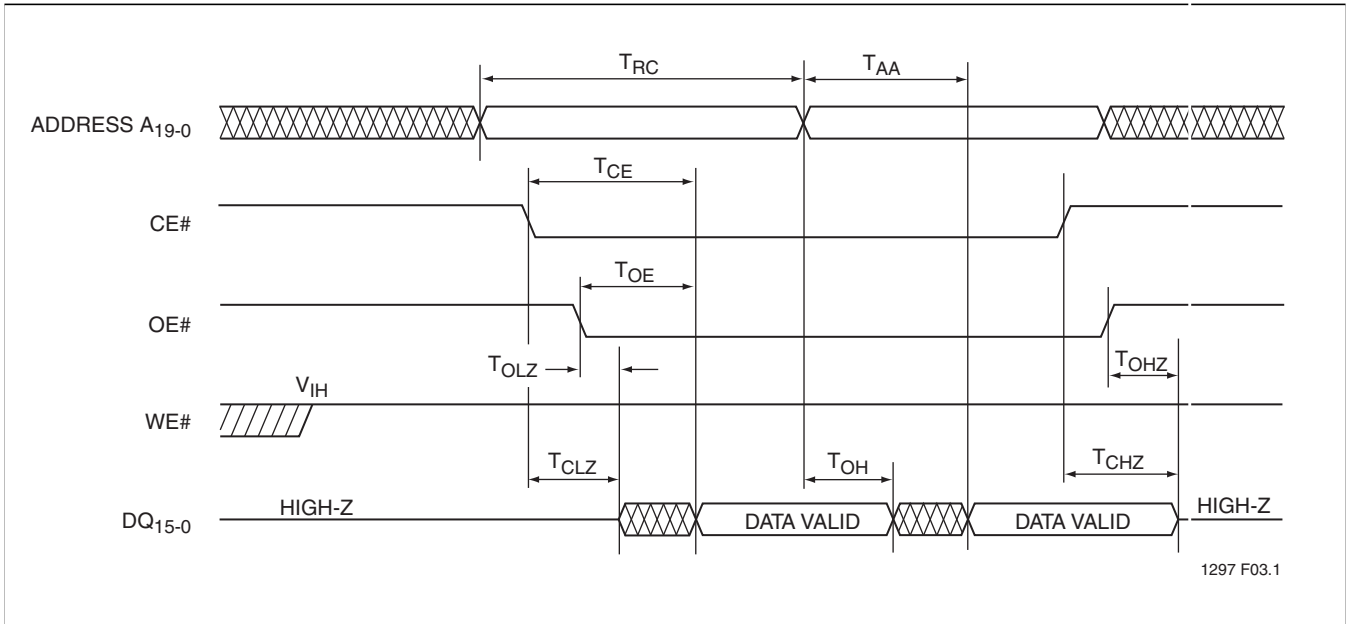 TRC
TAA
ADDRESS A19-0
TCE
CE#
TOE
OE#
TOLZ
TOHZ
VIH
WE#
TCLZ
TOH
TCHZ
DQ15-0
HIGH-Z
DATA VALID
DATA VALID
HIGH-Z
1297 F03.1